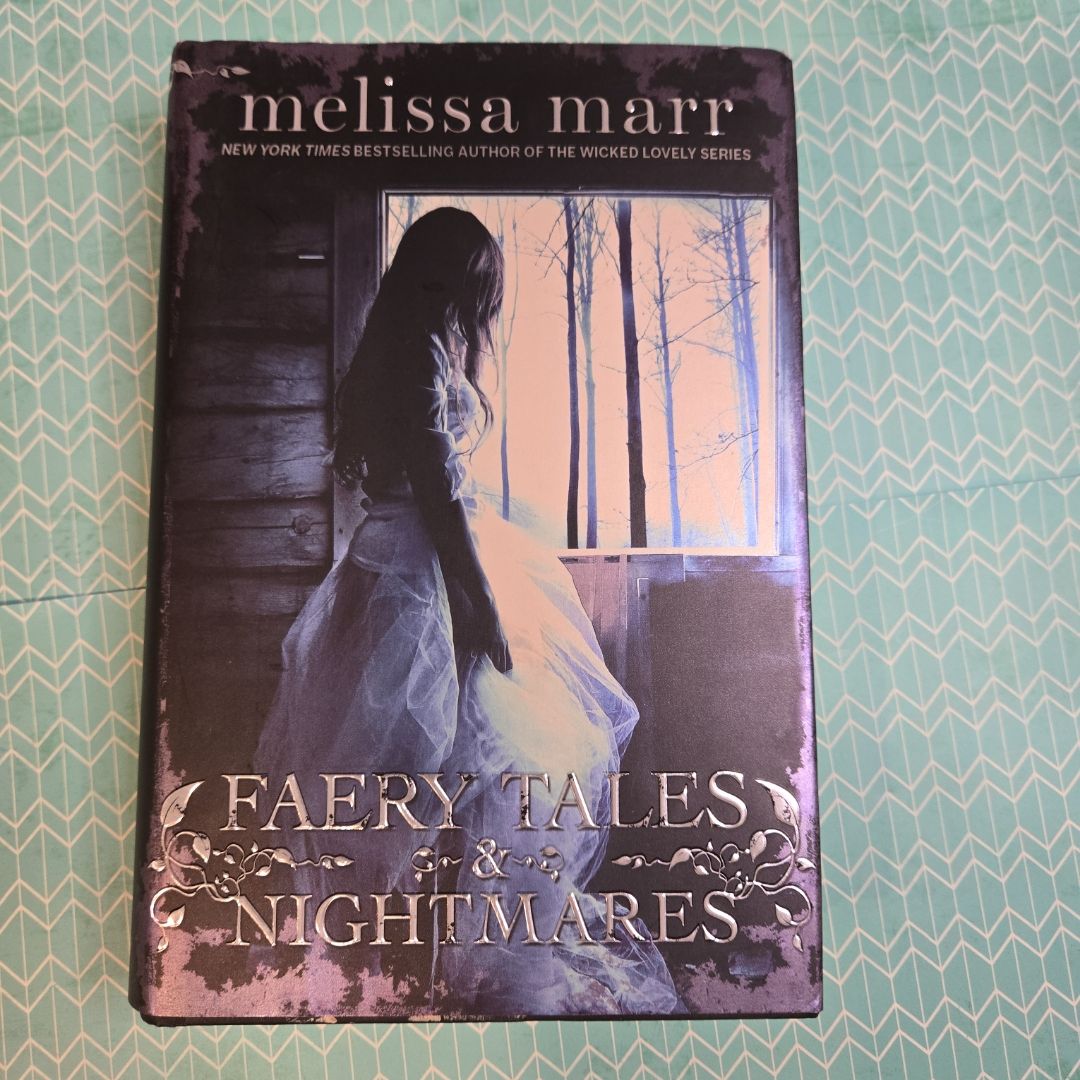 melissa marr
NEW YORK TIMES BESTSELLING AUTHOR OF THE WICKED LOVELY SERIES
FAERY TALES
&
NIGHTMARES